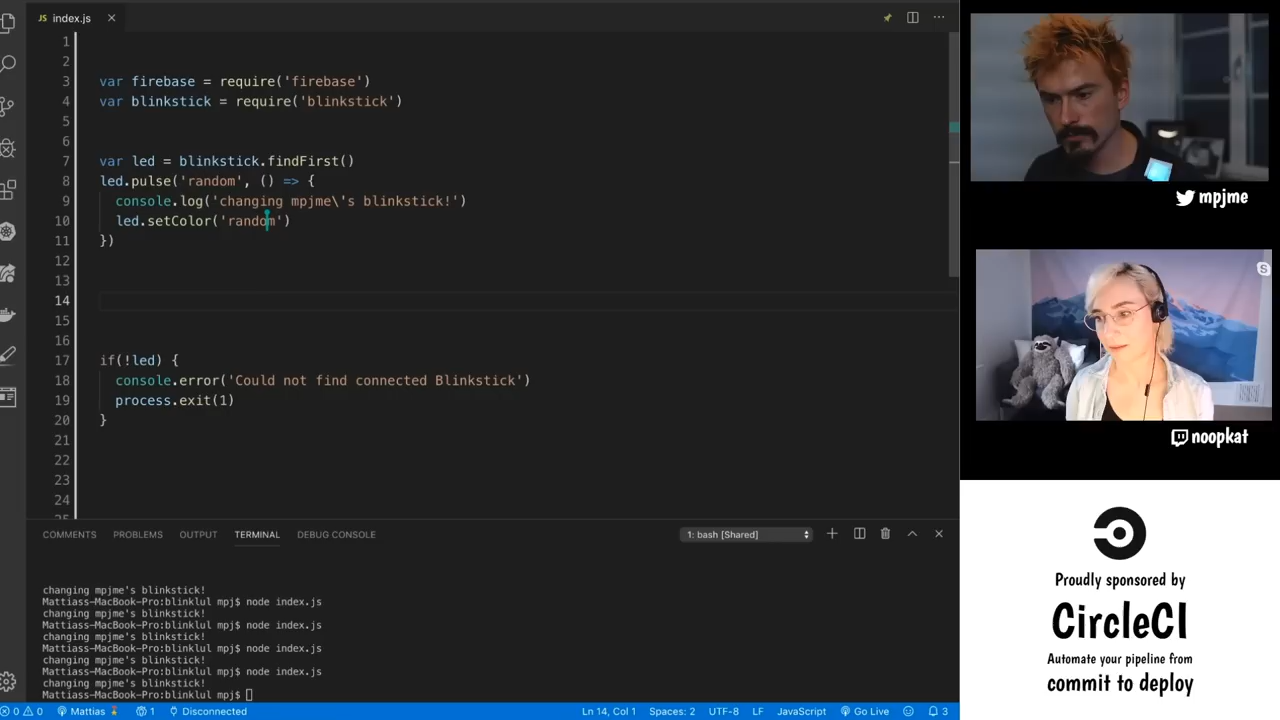 JS index.js
1
2
3 var firebase = require('firebase')
4 var blinkstick = require('blinkstick')
5
6
7 var led = blinkstick.findFirst()
8 led.pulse('random', () => {
9 console.log('changing mpjme\'s blinkstick!')
10 led.setColor('random')
11 })
12
13
14
15
16
17 if(!led) {
18 console.error('Could not find connected Blinkstick')
19 process.exit(1)
20 }
21
22
23
24
COMMENTS PROBLEMS OUTPUT TERMINAL DEBUG CONSOLE 1: bash [Shared]
changing mpjme's blinkstick!
Mattiass-MacBook-Pro:blinklul mpj$ node index.js
changing mpjme's blinkstick!
Mattiass-MacBook-Pro:blinklul mpj$ node index.js
changing mpjme's blinkstick!
Mattiass-MacBook-Pro:blinklul mpj$ node index.js
changing mpjme's blinkstick!
Mattiass-MacBook-Pro:blinklul mpj$ node index.js
changing mpjme's blinkstick!
Mattiass-MacBook-Pro:blinklul mpj$
0 0 Mattias 1 Disconnected Ln 14, Col 1 Spaces: 2 UTF-8 LF JavaScript Go Live 3
mpjme
noopkat
Proudly sponsored by
CircleCI
Automate your pipeline from
commit to deploy